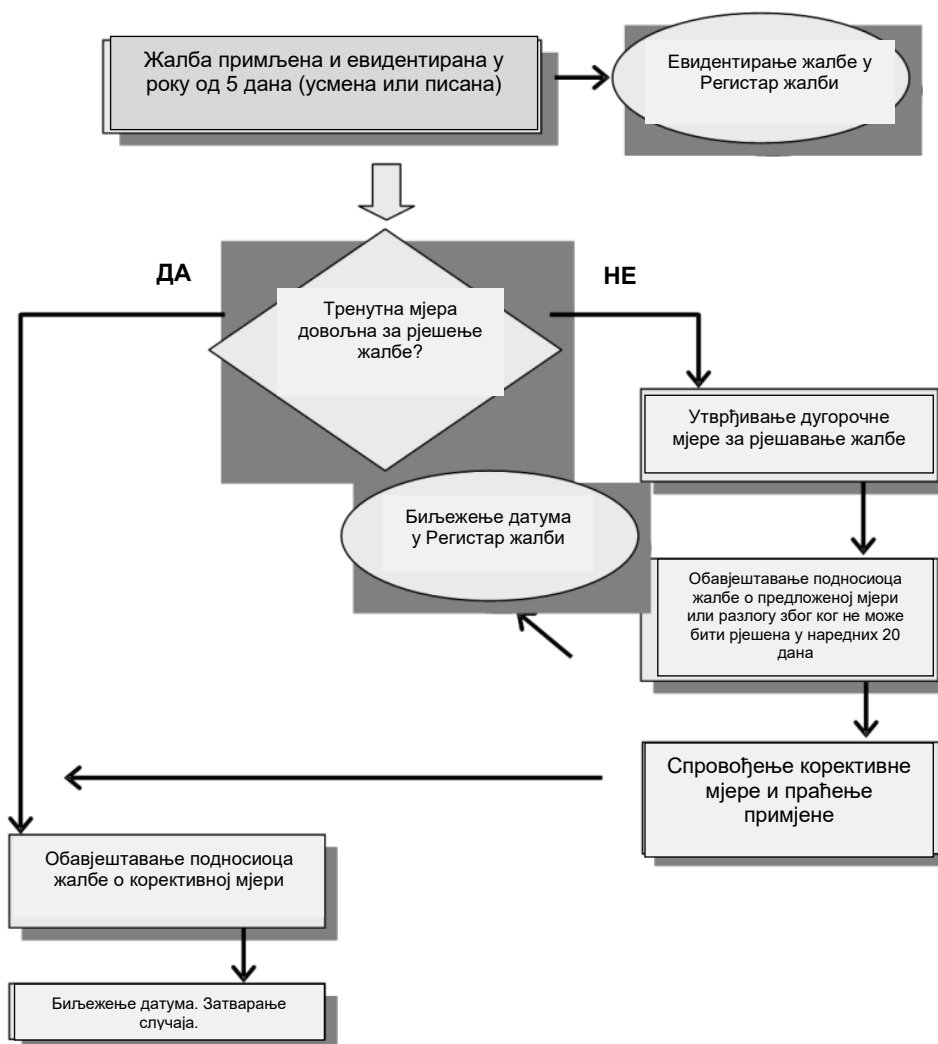 Жалба примљена и евидентирана у
року од 5 дана (усмена или писана)
Евидентирање жалбе у
Регистар жалби
ДА
НЕ
Тренутна мјера
довољна за рјешење
жалбе?
Утврђивање дугорочне
мјере за рјешавање жалбе
Биљежење датума
у Регистар жалби
Обавјештавање подносиоца
жалбе о предложеној мјери
или разлогу због ког не може
бити рјешена у наредних 20
дана
Спровођење корективне
мјере и праћење
примјене
Обавјештавање подносиоца
жалбе о корективној мјери
Биљежење датума. Затварање
случаја.